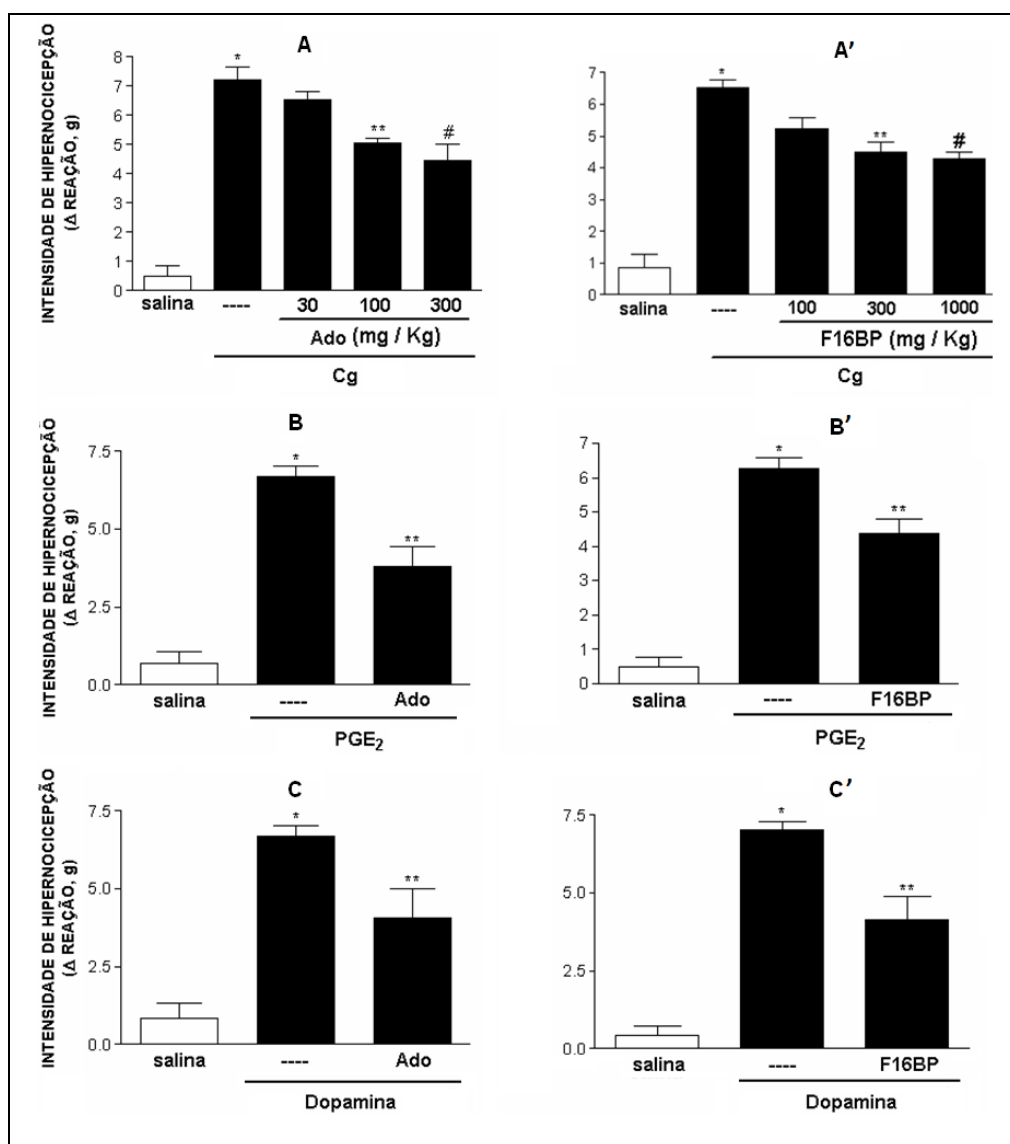 A
INTENSIDADE DE HIPERNOCICEPÇÃO
(Δ REAÇÃO, g)
8
7
6
5
4
3
2
1
0
*
**
#
salina
----
30
100
300
Ado (mg / Kg)
Cg
A'
7
6
5
4
3
2
1
0
*
**
#
salina
----
100
300
1000
F16BP (mg / Kg)
Cg
B
INTENSIDADE DE HIPERNOCICEPÇÃO
(Δ REAÇÃO, g)
7.5
5.0
2.5
0.0
*
**
salina
----
Ado
PGE2
B'
7
6
5
4
3
2
1
0
*
**
salina
----
F16BP
PGE2
C
INTENSIDADE DE HIPERNOCICEPÇÃO
(Δ REAÇÃO, g)
7.5
5.0
2.5
0.0
*
**
salina
----
Ado
Dopamina
C'
7.5
5.0
2.5
0.0
*
**
salina
----
F16BP
Dopamina